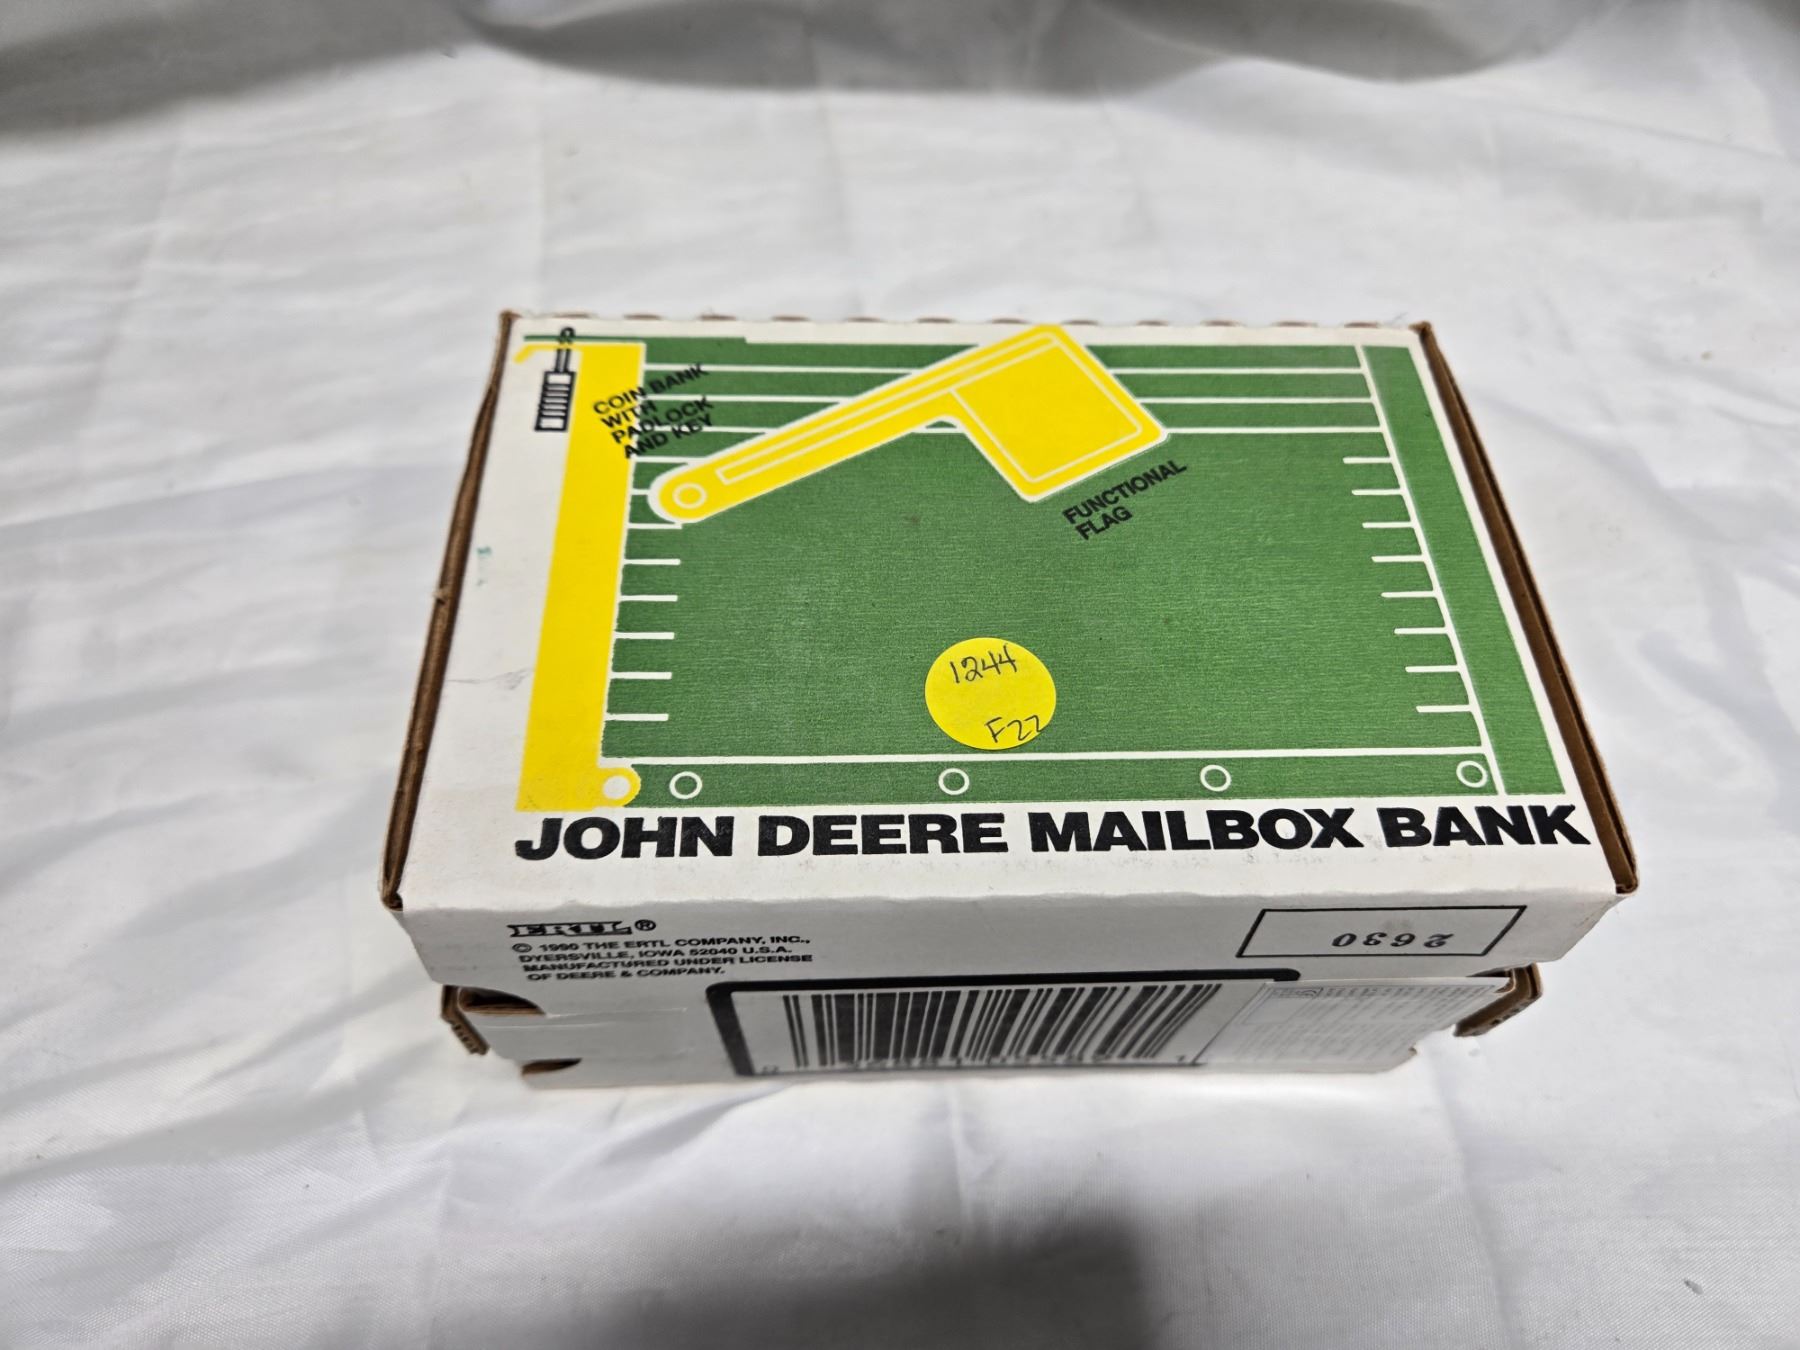 COIN BANK
WITH
PADLOCK
AND KEY
FUNCTIONAL
FLAG
1244
F22
JOHN DEERE MAILBOX BANK
ERTL®
© 1990 THE ERTL COMPANY, INC.,
DYERSVILLE, IOWA 52040 U.S.A.
MANUFACTURED UNDER LICENSE
OF DEERE & COMPANY.
2630